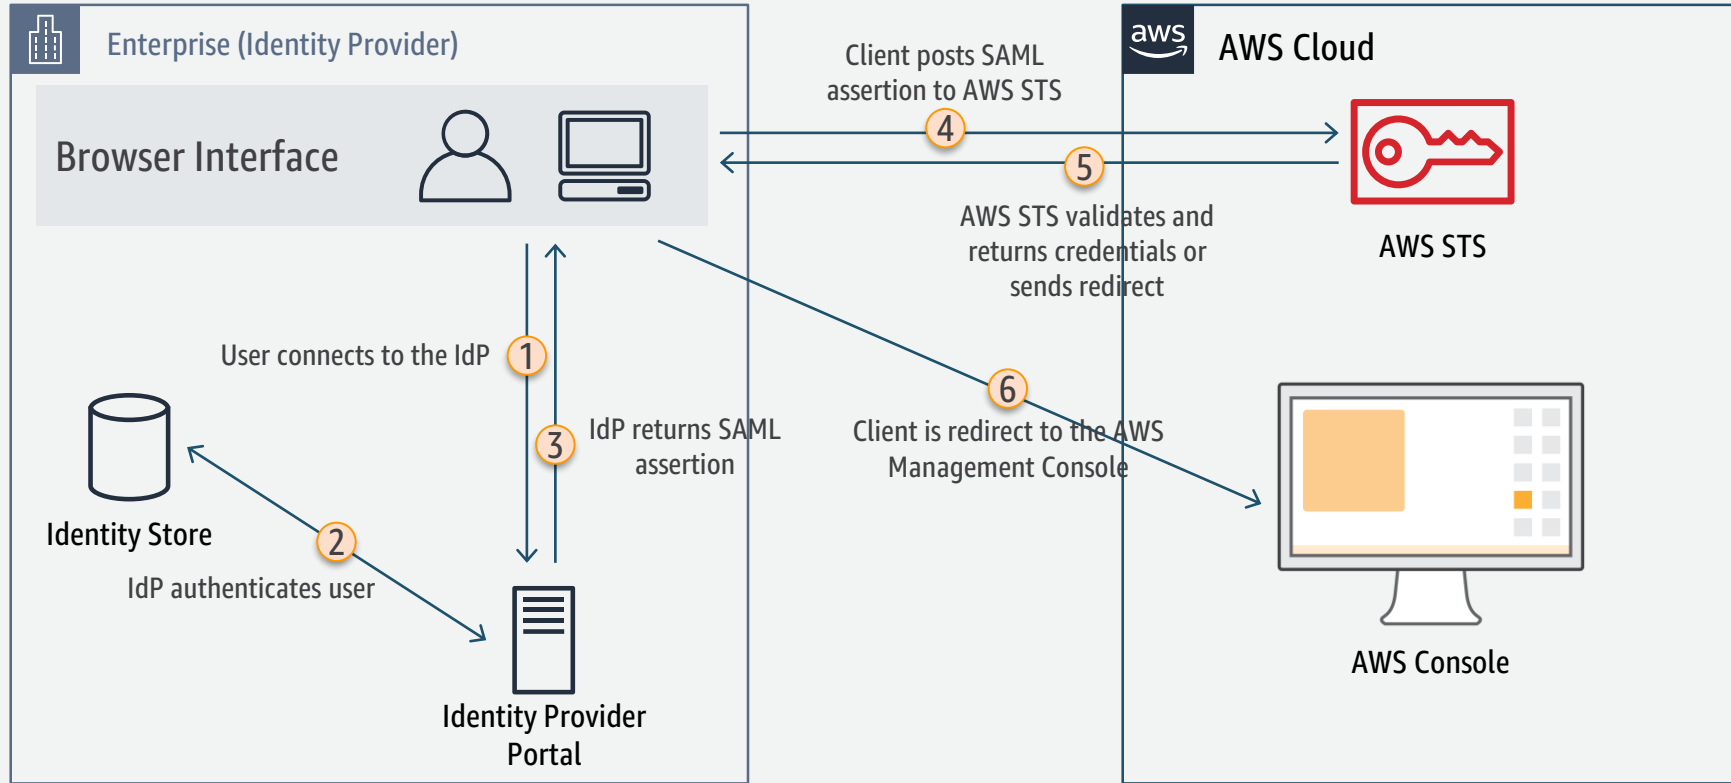 Enterprise (Identity Provider)
Browser Interface
Client posts SAML
assertion to AWS STS
4
5
AWS STS validates and
returns credentials or
sends redirect
aws
AWS Cloud
AWS STS
User connects to the IdP
1
3
IdP returns SAML
assertion
6
Client is redirect to the AWS
Management Console
Identity Store
2
IdP authenticates user
Identity Provider
Portal
AWS Console